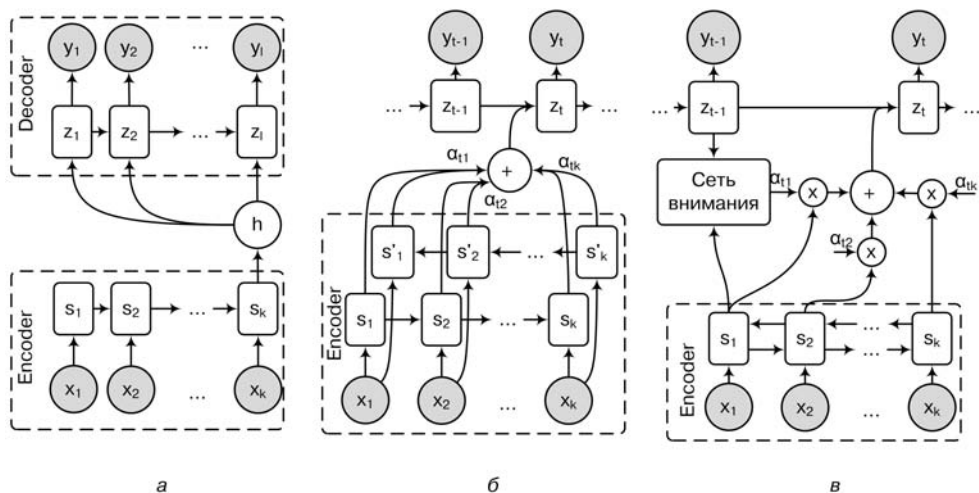 y1 y2 ... yl
Decoder
z1 z2 ... zl
h
Encoder
s1 s2 ... sk
x1 x2 ... xk
а
yt-1 yt
... zt-1 zt ...
αt1 + αtk
αt2
Encoder
s'1 s'2 ... s'k
s1 s2 ... sk
x1 x2 ... xk
б
yt-1 yt
... zt-1 zt ...
Сеть
внимания
αt1 x + x αtk
αt2 x
Encoder
s1 s2 ... ... sk
x1 x2 ... xk
в